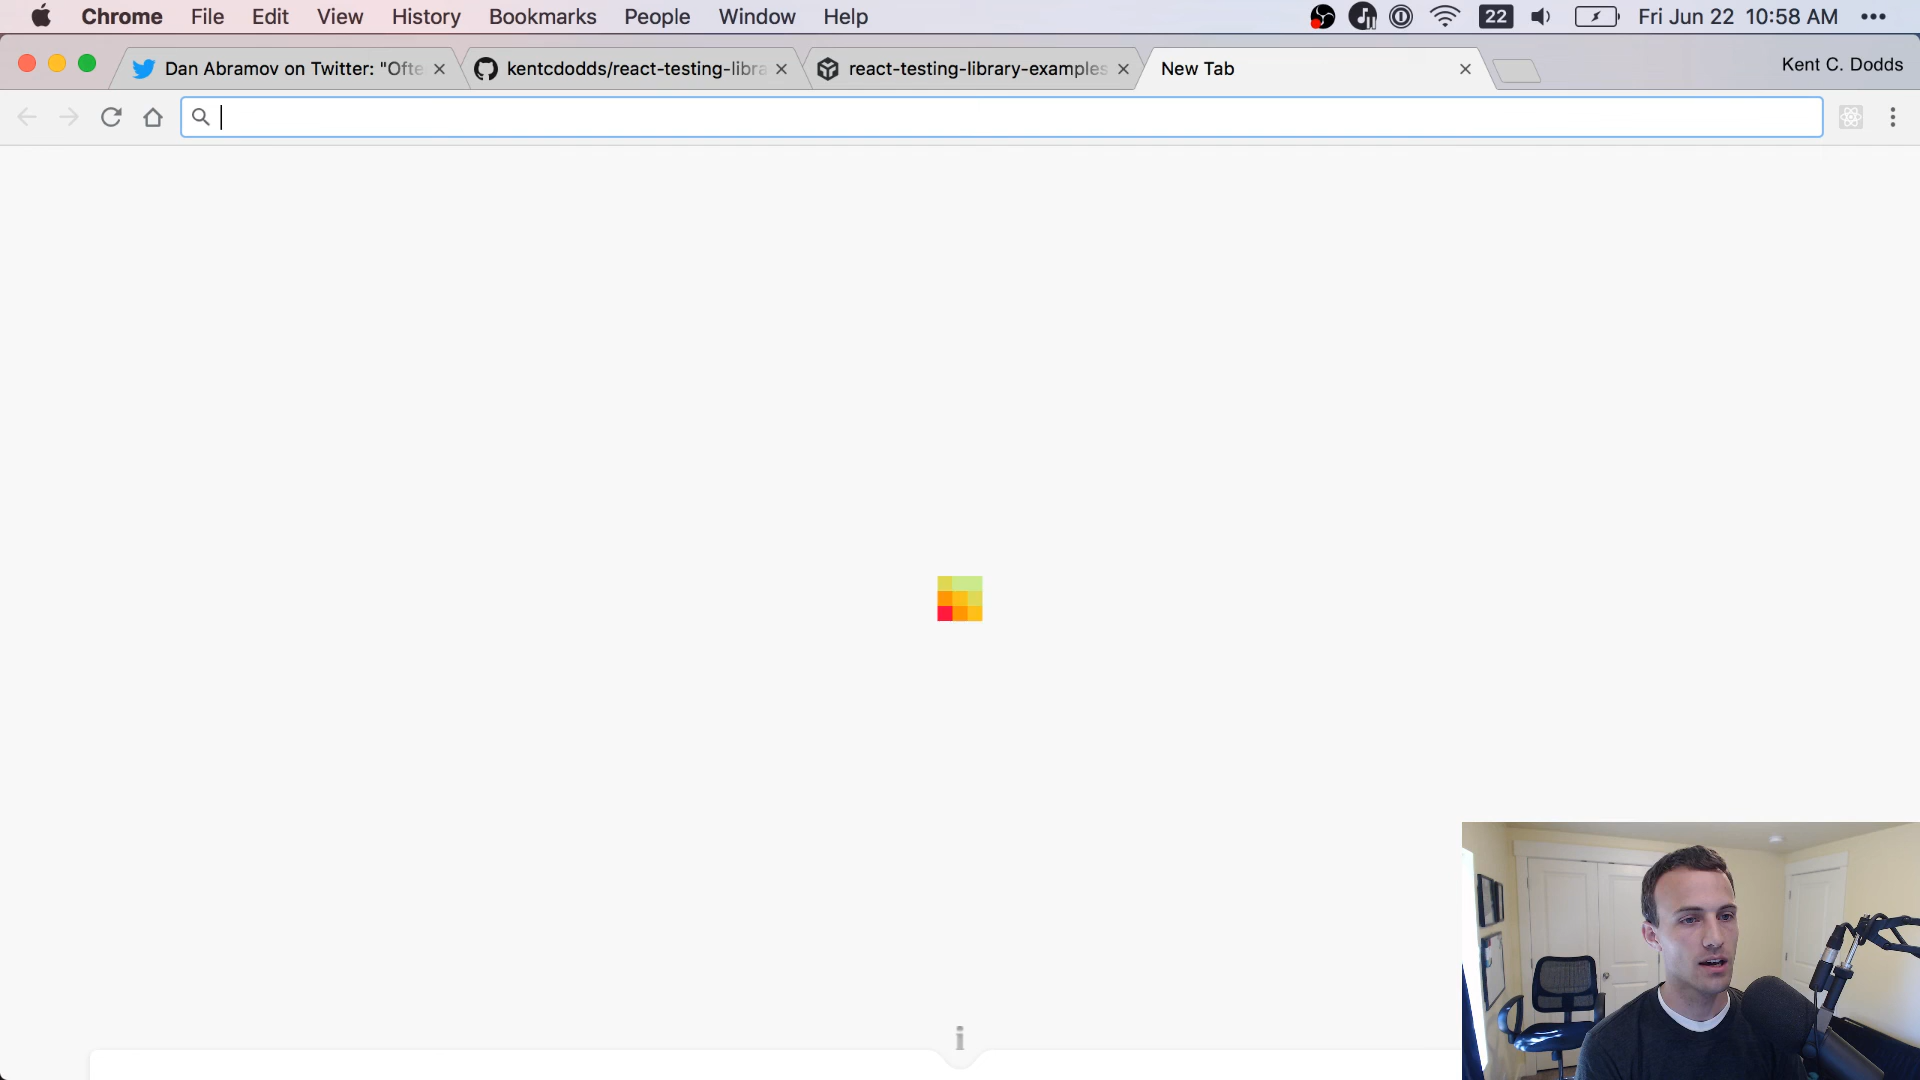 Chrome File Edit View History Bookmarks People Window Help 22 Fri Jun 22 10:58 AM
Dan Abramov on Twitter: "Ofte
kentcdodds/react-testing-libra
react-testing-library-examples
New Tab
Kent C. Dodds
i